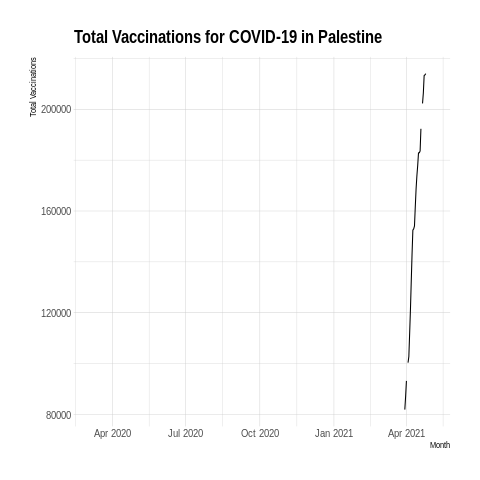 Total Vaccinations for COVID-19 in Palestine
Total Vaccinations
200000
160000
120000
80000
Apr 2020 Jul 2020 Oct 2020 Jan 2021 Apr 2021
Month